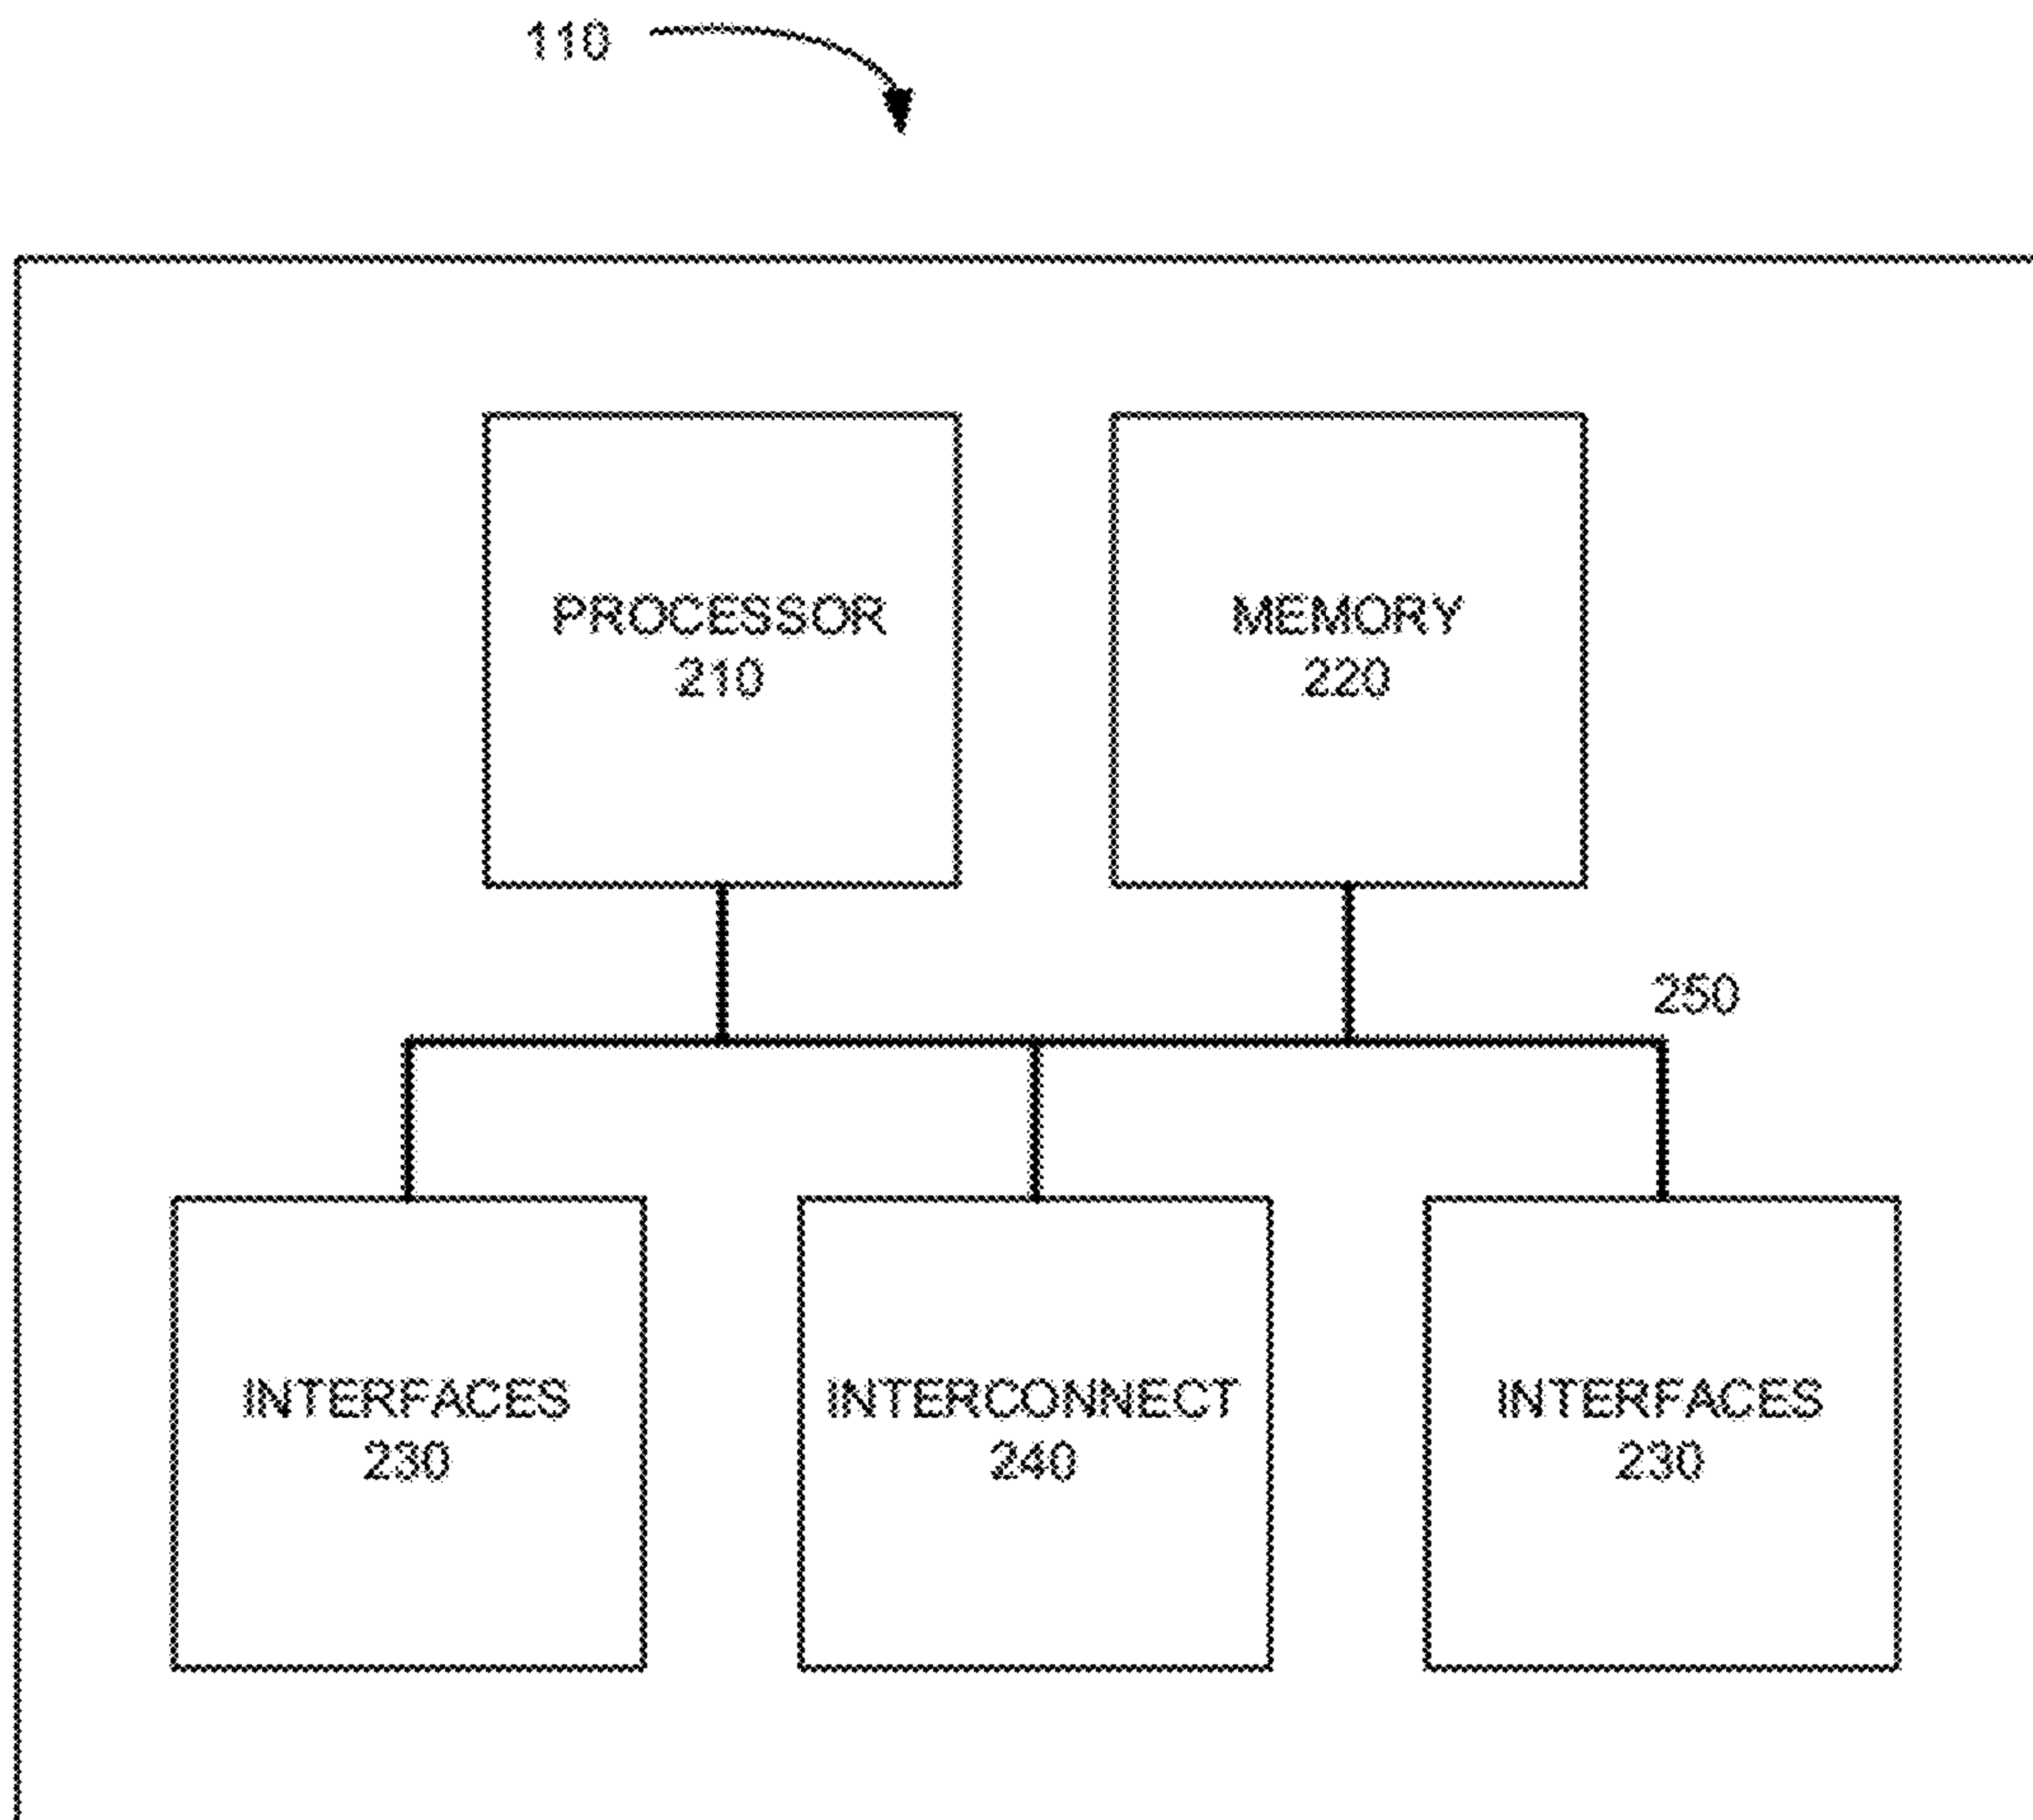 110
PROCESSOR
210
MEMORY
220
250
INTERFACES
230
INTERCONNECT
240
INTERFACES
230